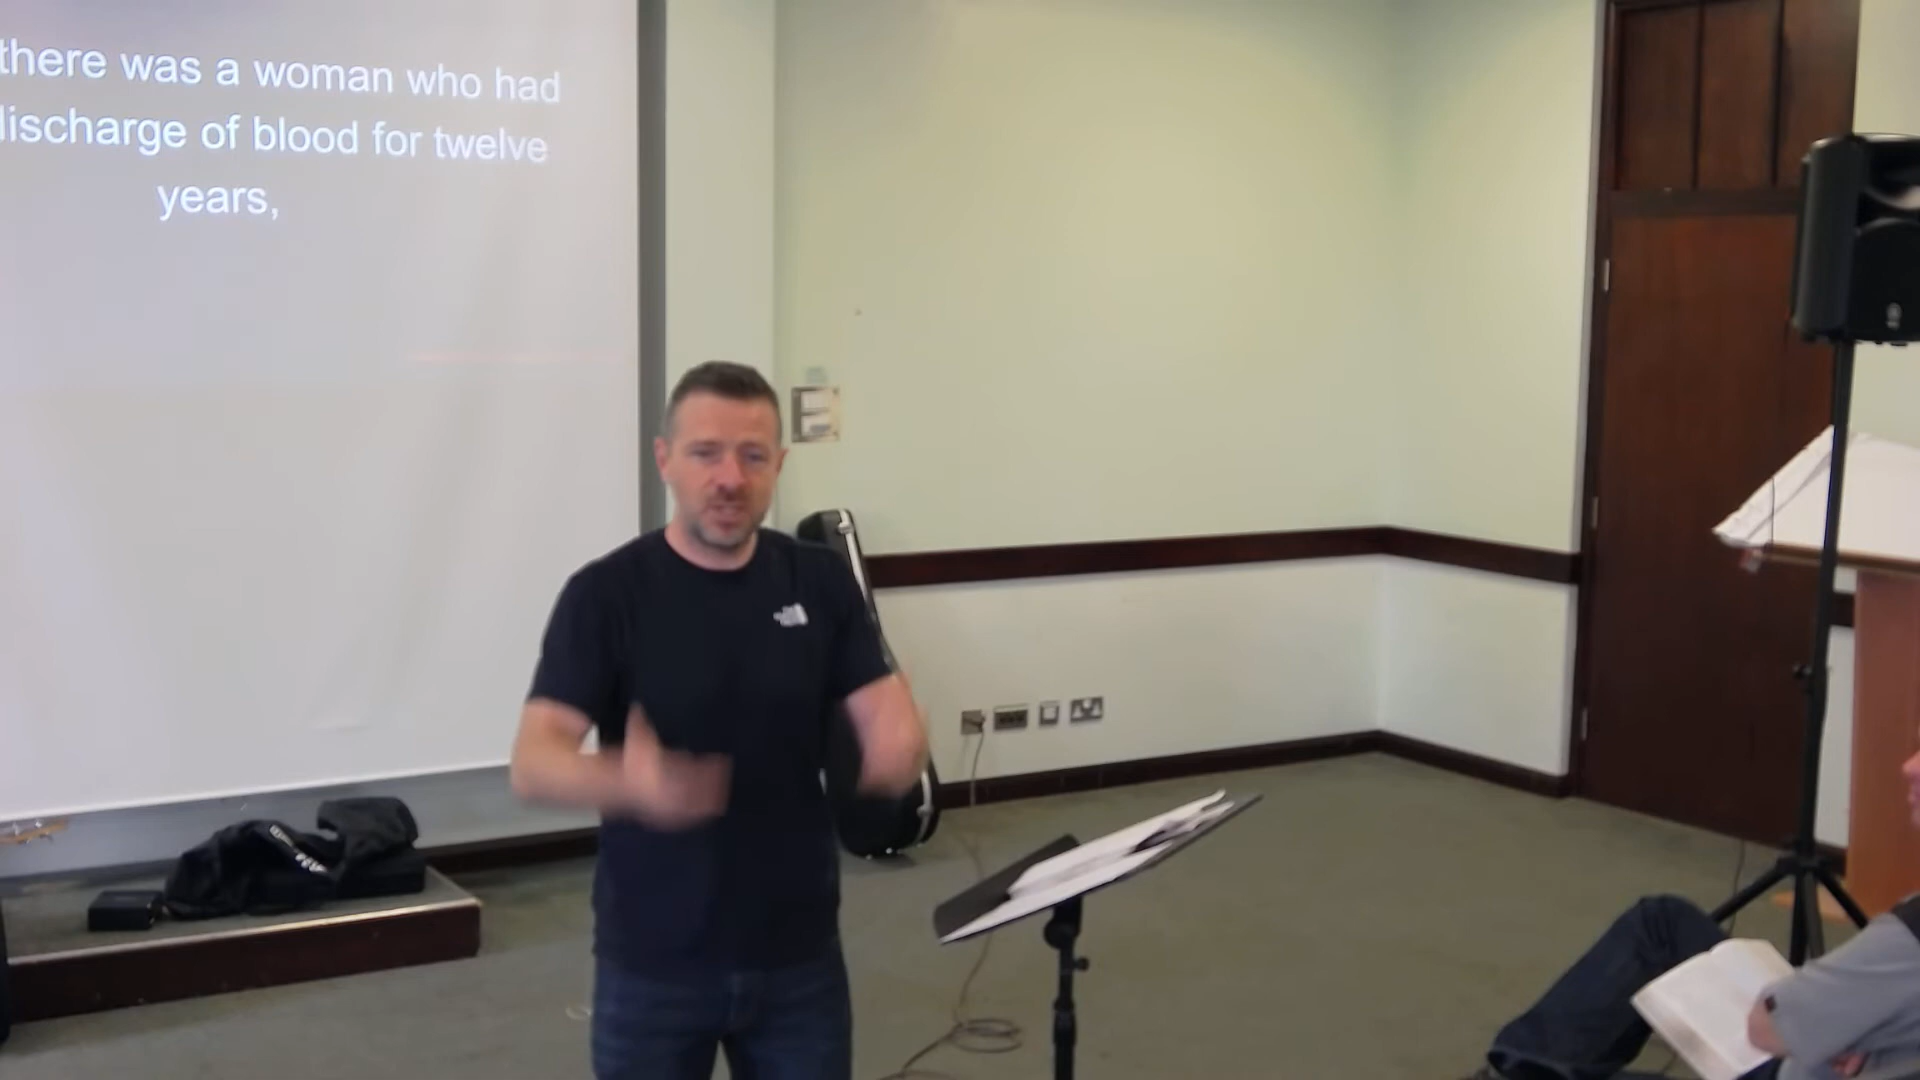 there was a woman who had
discharge of blood for twelve
years,